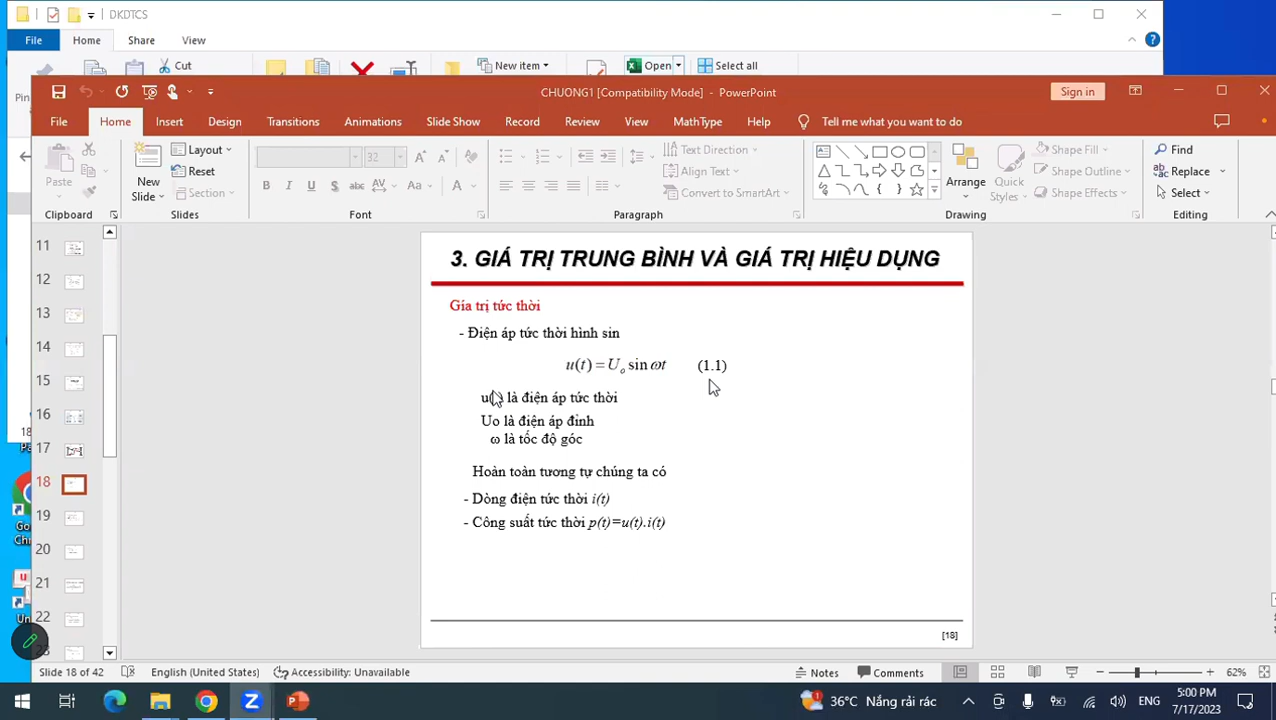 DKDTCS
File Home Share View
Cut New item Open Select all
Pin
CHUONG1 [Compatibility Mode] - PowerPoint Sign in
File Home Insert Design Transitions Animations Slide Show Record Review View MathType Help Tell me what you want to do
Paste New Slide Layout Reset Section 32 Text Direction Align Text Convert to SmartArt Arrange Quick Styles Shape Fill Shape Outline Shape Effects Find Replace Select
Clipboard Slides Font Paragraph Drawing Editing
11
12
13
14
15
16
17
18
19
20
21
22
3. GIÁ TRỊ TRUNG BÌNH VÀ GIÁ TRỊ HIỆU DỤNG
Gía trị tức thời
- Điện áp tức thời hình sin
u(t) = U₀ sin ωt (1.1)
u(t) là điện áp tức thời
Uo là điện áp đỉnh
ω là tốc độ góc
Hoàn toàn tương tự chúng ta có
- Dòng điện tức thời i(t)
- Công suất tức thời p(t)=u(t).i(t)
[18]
Slide 18 of 42 English (United States) Accessibility: Unavailable Notes Comments 62%
36°C Nắng rải rác ENG 5:00 PM
7/17/2023